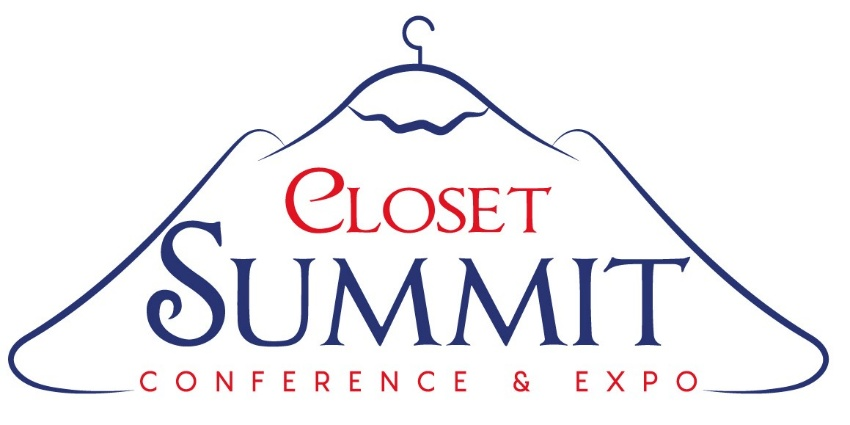 CLOSET
SUMMIT
CONFERENCE & EXPO